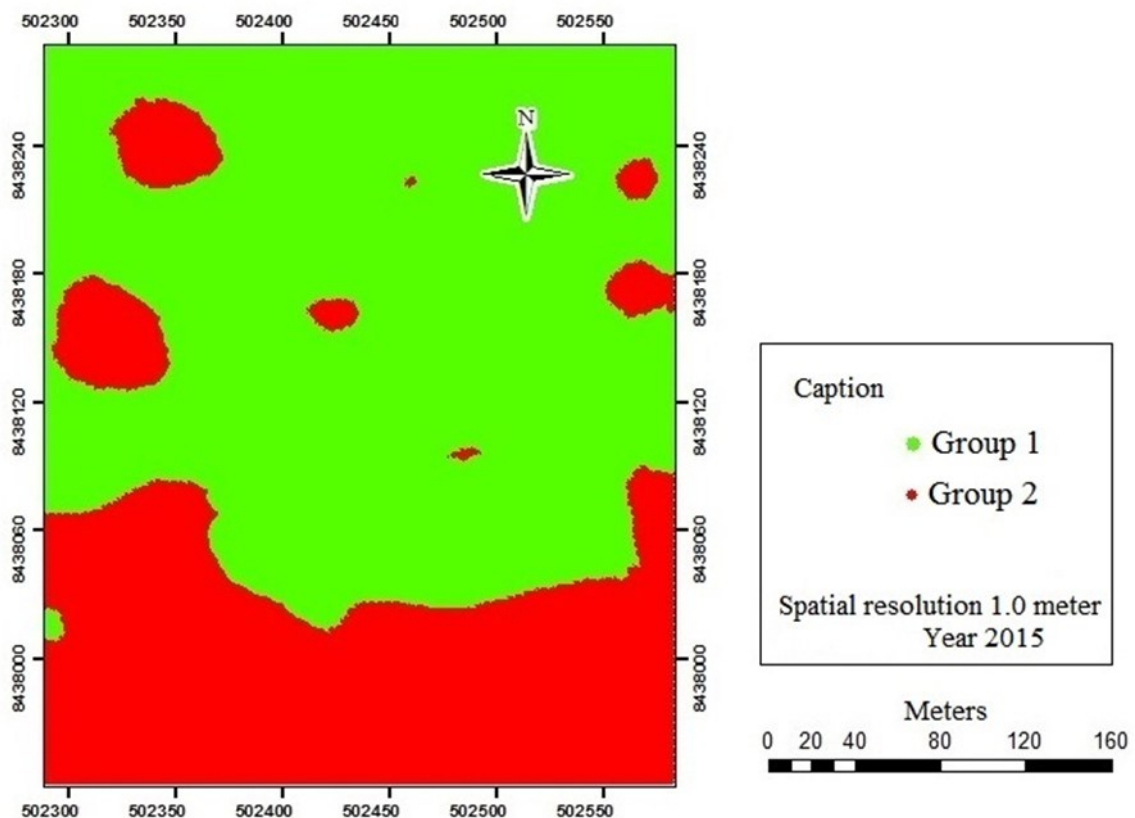 502300 502350 502400 502450 502500 502550
N
8438240 8438240
8438180 8438180
8438120 8438120
8438060 8438060
8438000 8438000
502300 502350 502400 502450 502500 502550
Caption
Group 1
Group 2
Spatial resolution 1.0 meter
Year 2015
Meters
0 20 40 80 120 160